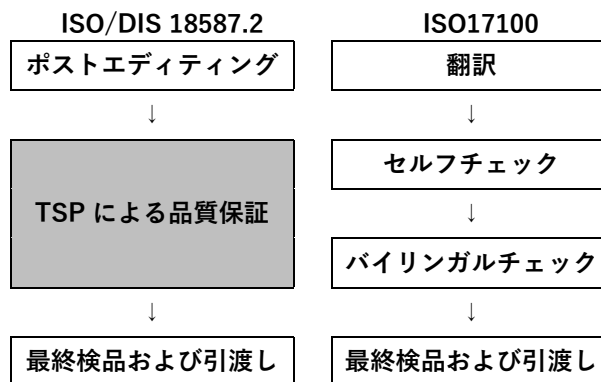 ISO/DIS 18587.2
ポストエディティング
↓
TSP による品質保証
↓
最終検品および引渡し
ISO17100
翻訳
↓
セルフチェック
↓
バイリンガルチェック
↓
最終検品および引渡し